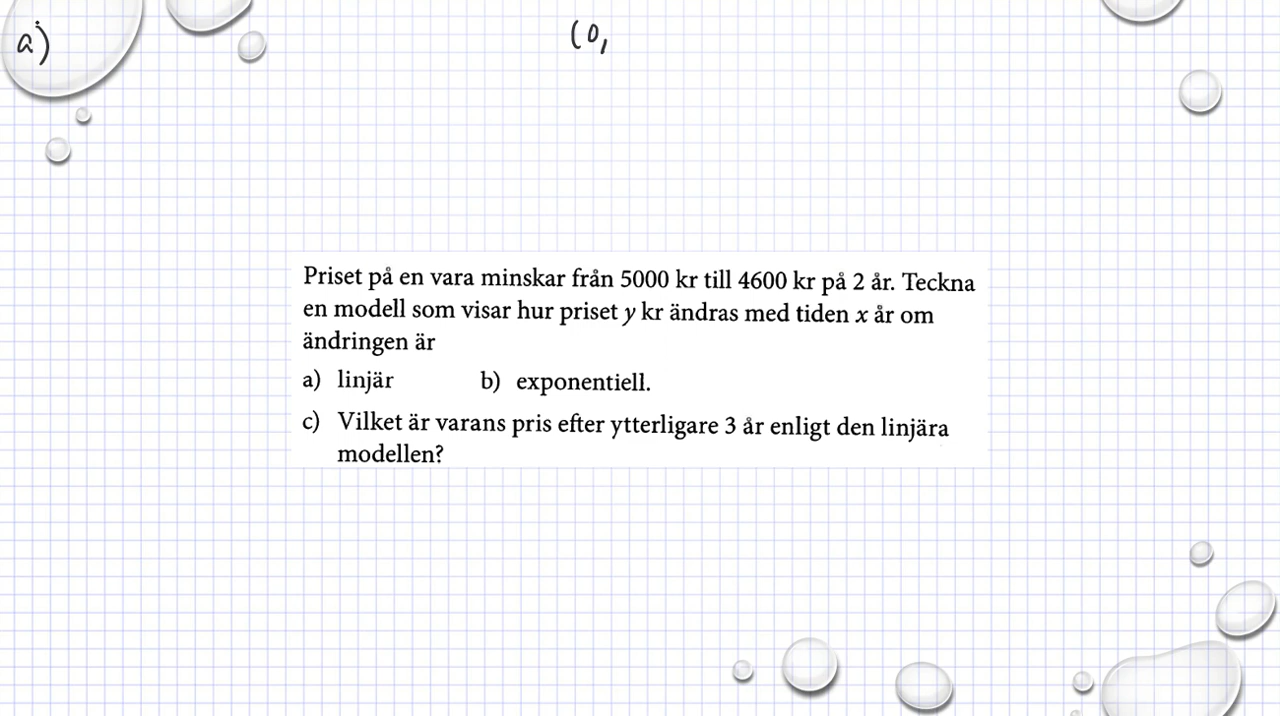 a)
(0,
Priset på en vara minskar från 5000 kr till 4600 kr på 2 år. Teckna
en modell som visar hur priset y kr ändras med tiden x år om
ändringen är
a) linjär b) exponentiell.
c) Vilket är varans pris efter ytterligare 3 år enligt den linjära
modellen?